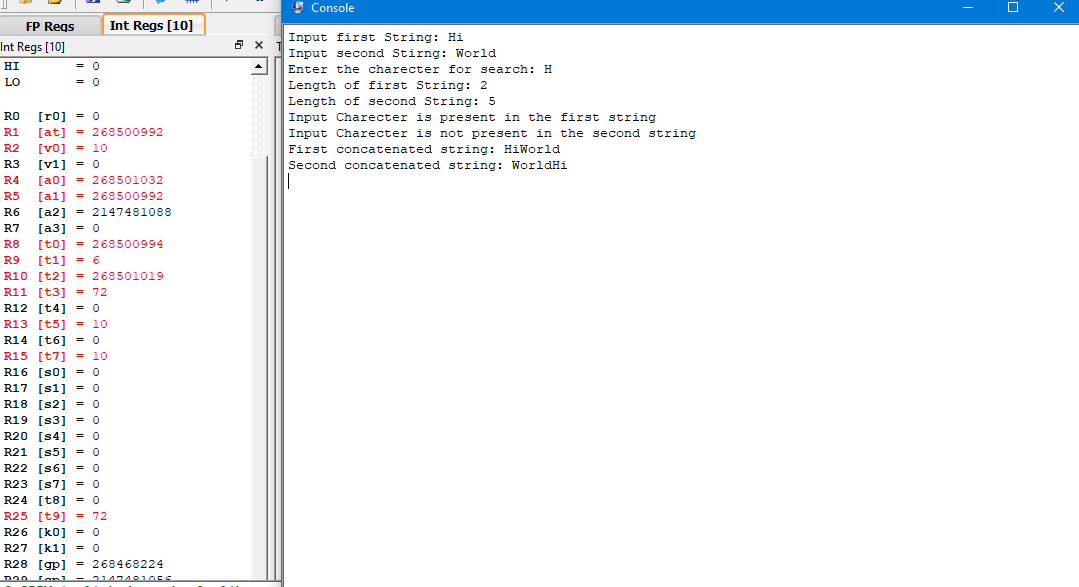 Console
FP Regs
Int Regs [10]
Int Regs [10]
HI = 0
LO = 0
R0 [r0] = 0
R1 [at] = 268500992
R2 [v0] = 10
R3 [v1] = 0
R4 [a0] = 268501032
R5 [a1] = 268500992
R6 [a2] = 2147481088
R7 [a3] = 0
R8 [t0] = 268500994
R9 [t1] = 6
R10 [t2] = 268501019
R11 [t3] = 72
R12 [t4] = 0
R13 [t5] = 10
R14 [t6] = 0
R15 [t7] = 10
R16 [s0] = 0
R17 [s1] = 0
R18 [s2] = 0
R19 [s3] = 0
R20 [s4] = 0
R21 [s5] = 0
R22 [s6] = 0
R23 [s7] = 0
R24 [t8] = 0
R25 [t9] = 72
R26 [k0] = 0
R27 [k1] = 0
R28 [gp] = 268468224
R29 [sp] = 2147481056
Input first String: Hi
Input second Stirng: World
Enter the charecter for search: H
Length of first String: 2
Length of second String: 5
Input Charecter is present in the first string
Input Charecter is not present in the second string
First concatenated string: HiWorld
Second concatenated string: WorldHi